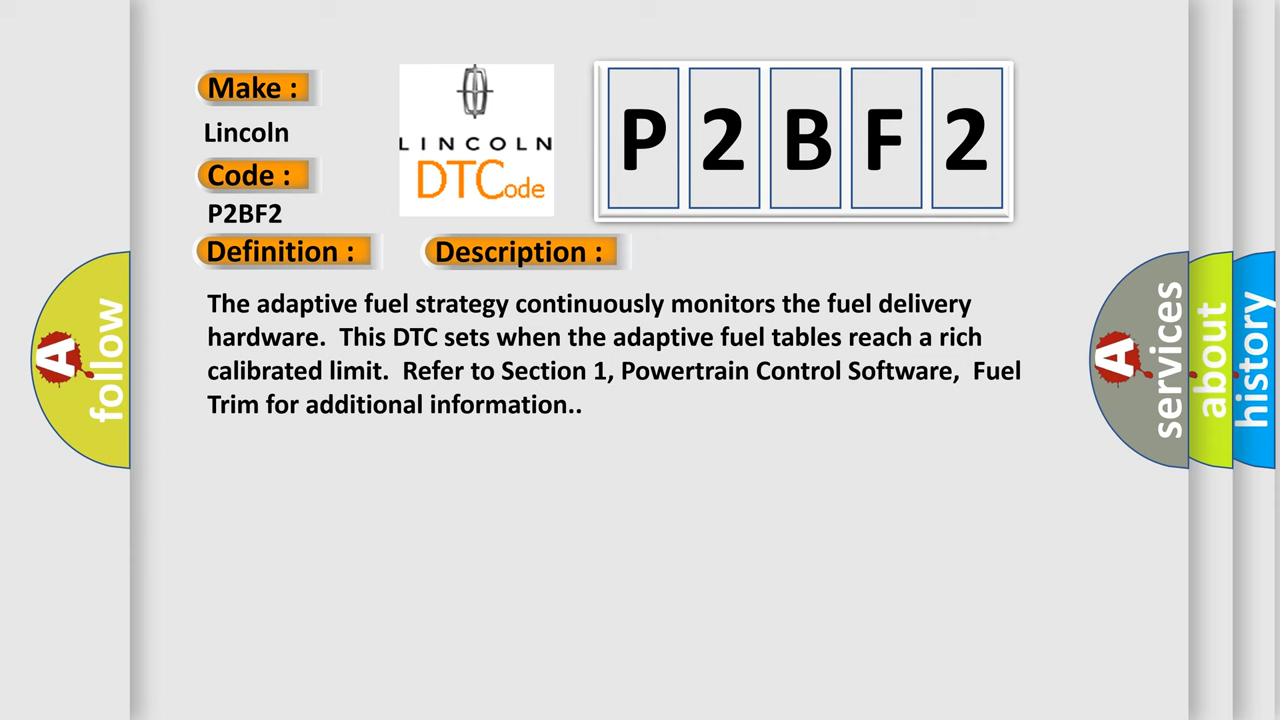 Make :
Lincoln
Code :
P2BF2
Definition :
Description :
LINCOLN
DTCode
P2BF2
The adaptive fuel strategy continuously monitors the fuel delivery
hardware  This DTC sets when the adaptive fuel tables reach a rich
calibrated limit  Refer to Section 1, Powertrain Control Software,  Fuel
Trim for additional information..
A follow
A services
about
history